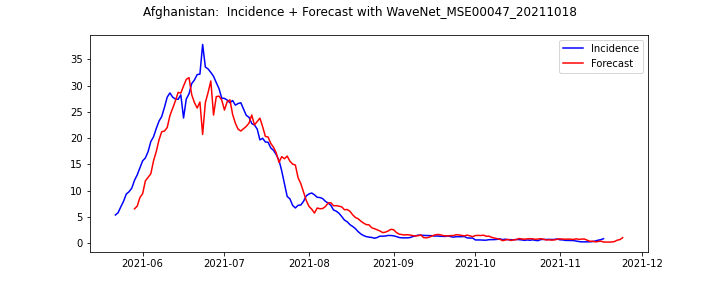 Afghanistan:  Incidence + Forecast with WaveNet_MSE00047_20211018
Incidence
Forecast
35
30
25
20
15
10
5
0
2021-06 2021-07 2021-08 2021-09 2021-10 2021-11 2021-12